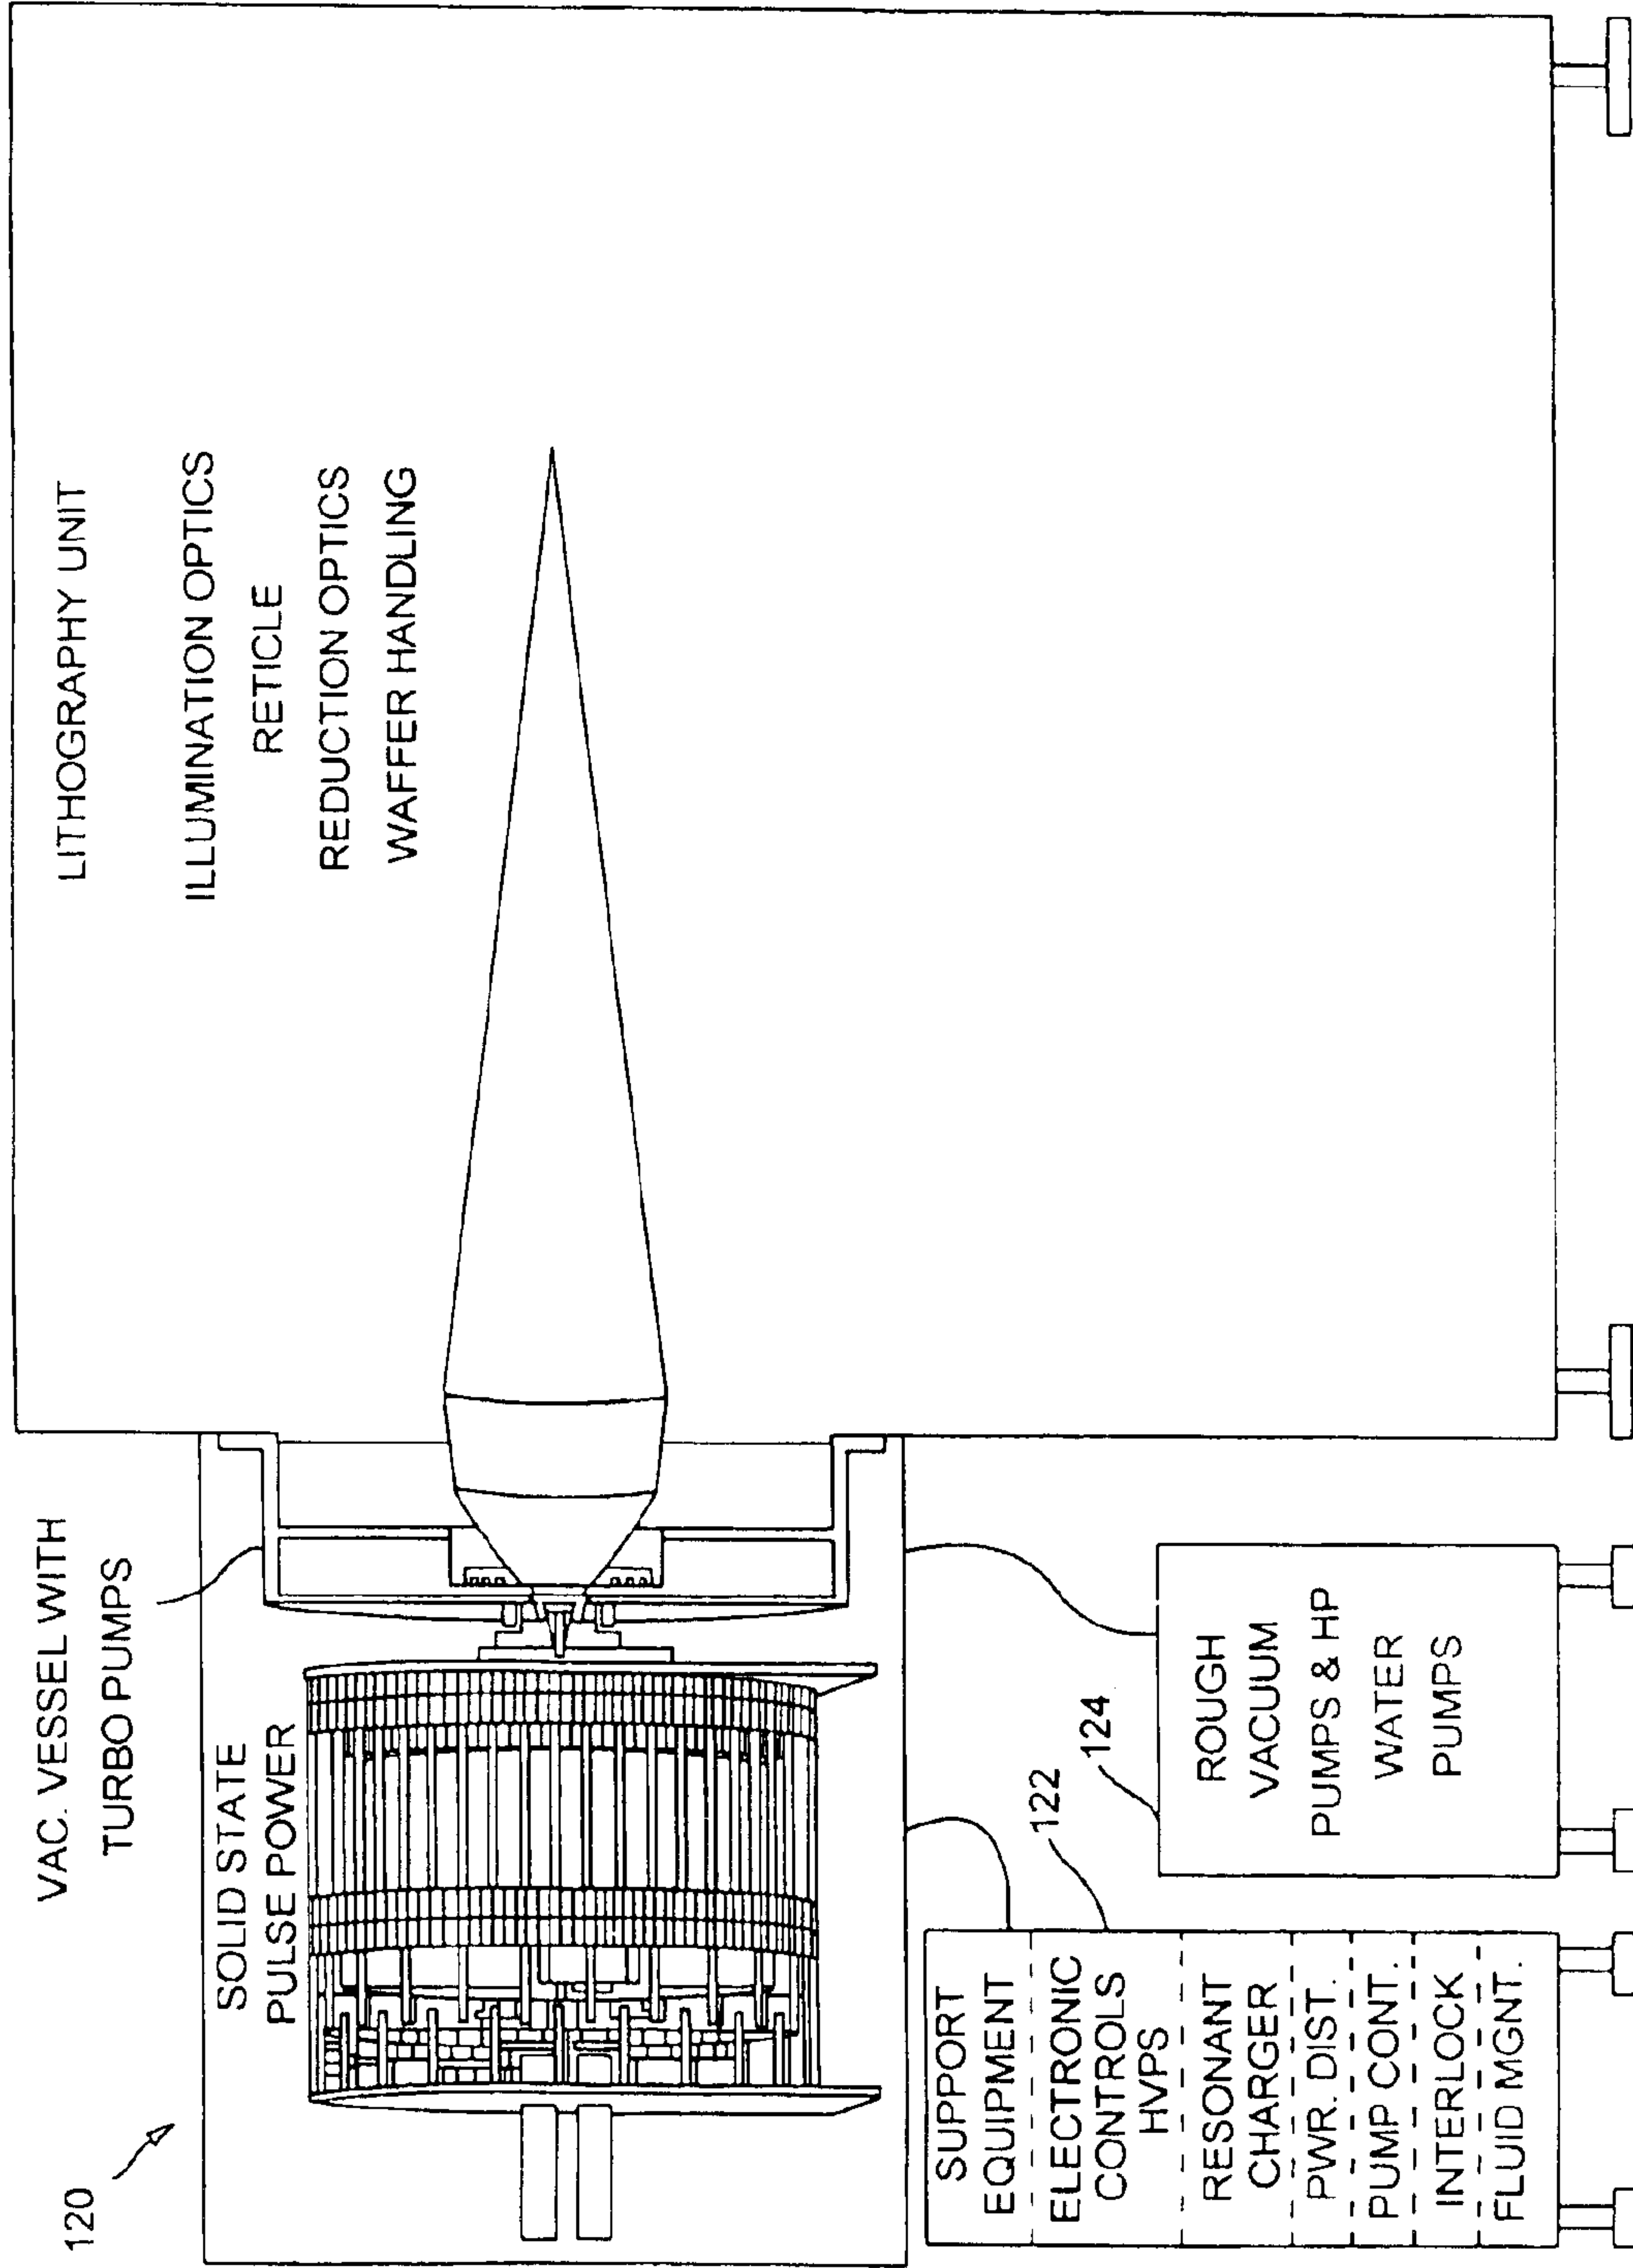 120
VAC. VESSEL WITH
TURBO PUMPS
LITHOGRAPHY UNIT
ILLUMINATION OPTICS
RETICLE
REDUCTION OPTICS
WAFFER HANDLING
SOLID STATE
PULSE POWER
SUPPORT
EQUIPMENT
ELECTRONIC
CONTROLS
HVPS
RESONANT
CHARGER
PWR. DIST.
PUMP CONT.
INTERLOCK
FLUID MGNT.
122
124
ROUGH
VACUUM
PUMPS & HP
WATER
PUMPS